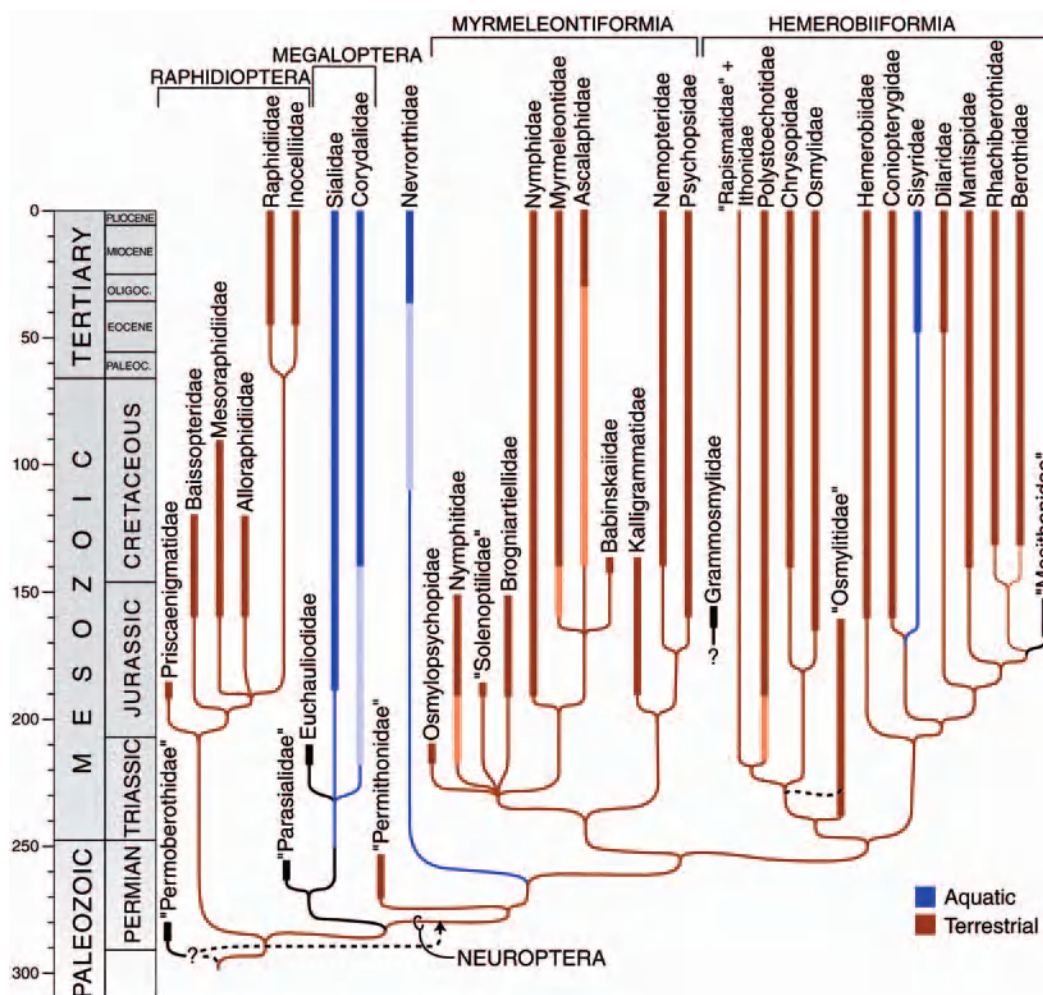 MYRMELEONTIFORMIA
HEMEROBIIFORMIA
MEGALOPTERA
RAPHIDIOPTERA
Raphidiidae
Inocelliidae
Sialidae
Corydalidae
Nevrorthidae
Nymphidae
Myrmeleontidae
Ascalaphidae
Nemopteridae
Psychopsidae
"Rapismatidae" +
Ithonidae
Polystoechotidae
Chrysopidae
Osmylidae
Hemerobiidae
Coniopterygidae
Sisyridae
Dilaridae
Mantispidae
Rhachiberothidae
Berothidae
0
50
100
150
200
250
300
TERTIARY
MESOZOIC
PALEOZOIC
PLIOCENE
MIOCENE
OLIGOC.
EOCENE
PALEOC.
CRETACEOUS
JURASSIC
TRIASSIC
PERMIAN
Priscaenigmatidae
Baissopteridae
Mesoraphidiidae
Alloraphidiidae
"Permoberothidae"
"Parasialidae"
Euchauliodidae
"Permithonidae"
Osmylopsychopidae
Nymphitidae
"Solenoptilidae"
Brogniartiellidae
Babinskaiidae
Kalligrammatidae
Grammosmylidae
?
"Osmylitidae"
?
NEUROPTERA
Aquatic
Terrestrial